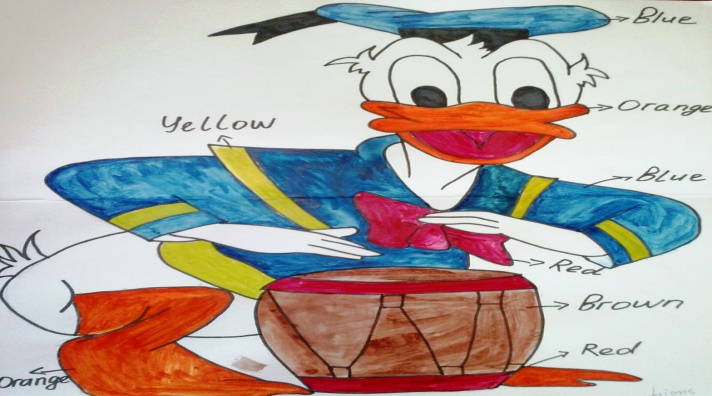 Blue
Orange
Yellow
Blue
Red
Brown
Red
Orange